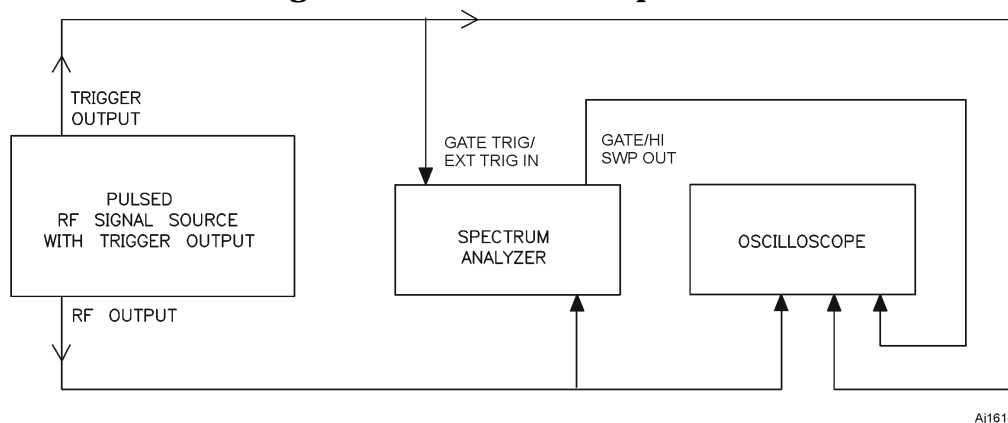 TRIGGER
OUTPUT
GATE TRIG/
EXT TRIG IN
GATE/HI
SWP OUT
PULSED
RF SIGNAL SOURCE
WITH TRIGGER OUTPUT
SPECTRUM
ANALYZER
OSCILLOSCOPE
RF OUTPUT